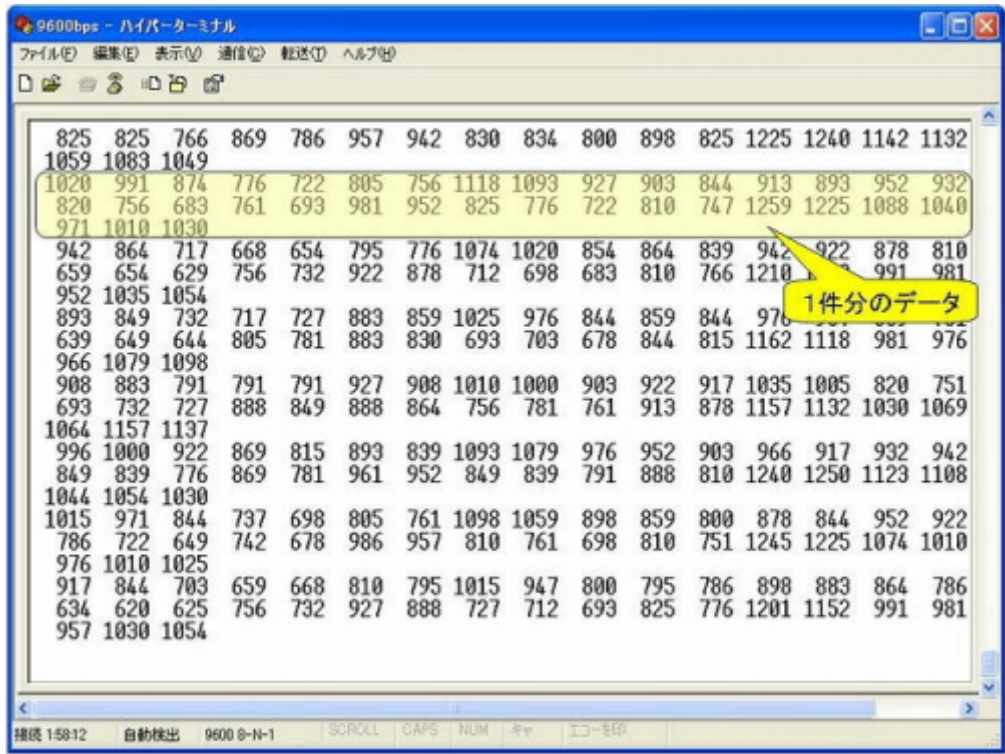 9600bps - ハイパーターミナル
ファイル(F) 編集(E) 表示(V) 通信(C) 転送(T) ヘルプ(H)
825 825 766 869 786 957 942 830 834 800 898 825 1225 1240 1142 1132
1059 1083 1049
1020 991 874 776 722 805 756 1118 1093 927 903 844 913 893 952 932
820 756 683 761 693 981 952 825 776 722 810 747 1259 1225 1088 1040
971 1010 1030
942 864 717 668 654 795 776 1074 1020 854 864 839 942 922 878 810
659 654 629 756 732 922 878 712 698 683 810 766 1210 991 981
952 1035 1054
1件分のデータ
893 849 732 717 727 883 859 1025 976 844 859 844
639 649 644 805 781 883 830 693 703 678 844 815 1162 1118 981 976
966 1079 1098
908 883 791 791 791 927 908 1010 1000 903 922 917 1035 1005 820 751
693 732 727 888 849 888 864 756 781 761 913 878 1157 1132 1030 1069
1064 1157 1137
996 1000 922 869 815 893 839 1093 1079 976 952 903 966 917 932 942
849 839 776 869 781 961 952 849 839 791 888 810 1240 1250 1123 1108
1044 1054 1030
1015 971 844 737 698 805 761 1098 1059 898 859 800 878 844 952 922
786 722 649 742 678 986 957 810 761 698 810 751 1245 1225 1074 1010
976 1010 1025
917 844 703 659 668 810 795 1015 947 800 795 786 898 883 864 786
634 620 625 756 732 927 888 727 712 693 825 776 1201 1152 991 981
957 1030 1054
接続 1:58:12 自動検出 9600 8-N-1 SCROLL CAPS NUM キャ エコーを印